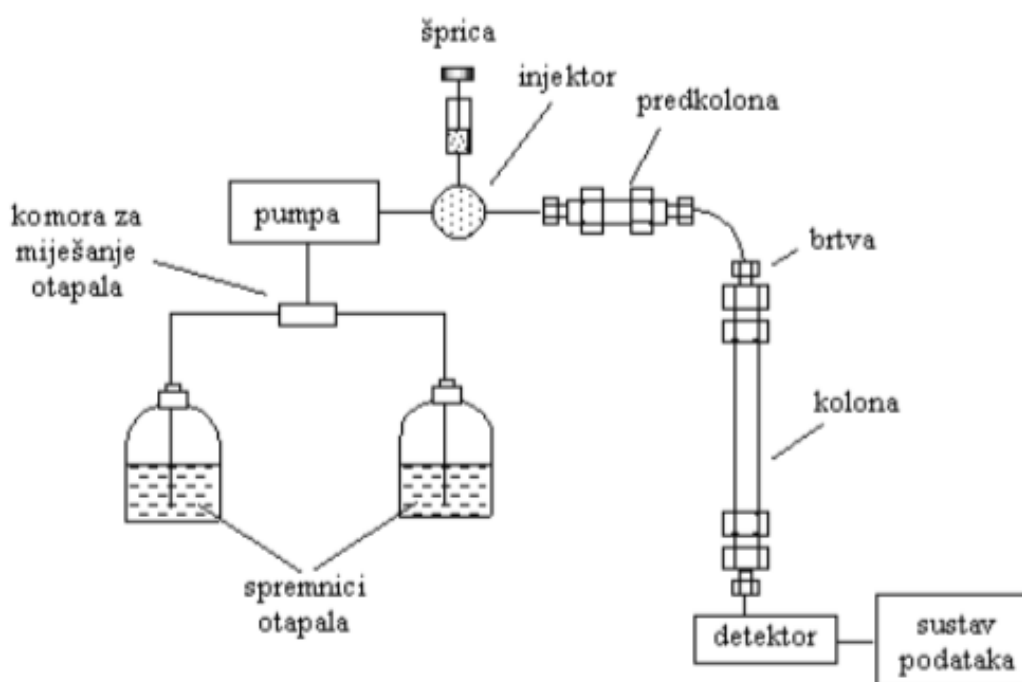 šprica
injektor
predkolona
pumpa
komora za
miješanje
otapala
brtva
kolona
spremnici
otapala
detektor
sustav
podataka